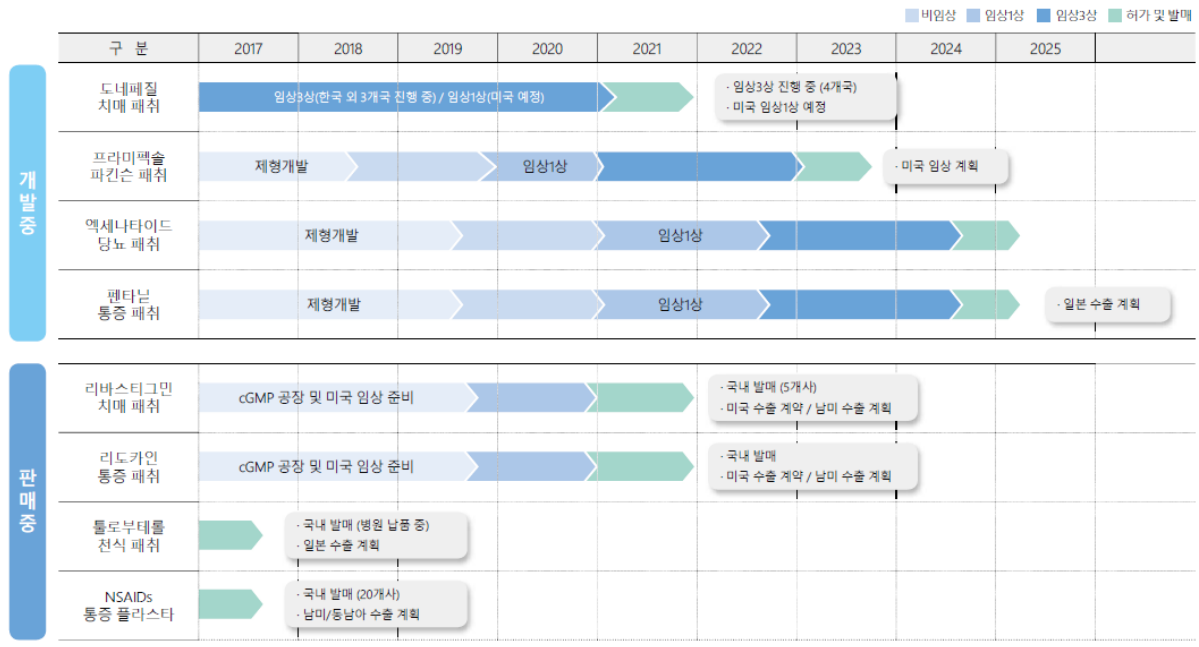 비임상 임상1상 임상3상 허가 및 발매
구 분 2017 2018 2019 2020 2021 2022 2023 2024 2025
개발중
도네페질
치매 패취
임상3상(한국 외 3개국 진행 중) / 임상1상(미국 예정)
· 임상3상 진행 중 (4개국)
· 미국 임상1상 예정
프라미펙솔
파킨슨 패취
제형개발 임상1상
· 미국 임상 계획
엑세나타이드
당뇨 패취
제형개발 임상1상
펜타닐
통증 패취
제형개발 임상1상
· 일본 수출 계획
판매중
리바스티그민
치매 패취
cGMP 공장 및 미국 임상 준비
· 국내 발매 (5개사)
· 미국 수출 계약 / 남미 수출 계획
리도카인
통증 패취
cGMP 공장 및 미국 임상 준비
· 국내 발매
· 미국 수출 계약 / 남미 수출 계획
툴로부테롤
천식 패취
· 국내 발매 (병원 납품 중)
· 일본 수출 계획
NSAIDs
통증 플라스타
· 국내 발매 (20개사)
· 남미/동남아 수출 계획